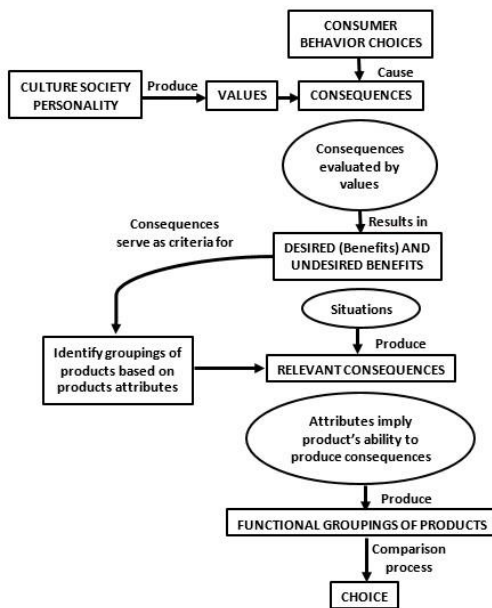 CONSUMER
BEHAVIOR CHOICES
Cause
CULTURE SOCIETY
PERSONALITY
Produce
VALUES
CONSEQUENCES
Consequences
evaluated by
values
Results in
Consequences
serve as criteria for
DESIRED (Benefits) AND
UNDESIRED BENEFITS
Situations
Produce
Identify groupings of
products based on
products attributes
RELEVANT CONSEQUENCES
Attributes imply
product's ability to
produce consequences
Produce
FUNCTIONAL GROUPINGS OF PRODUCTS
Comparison
process
CHOICE